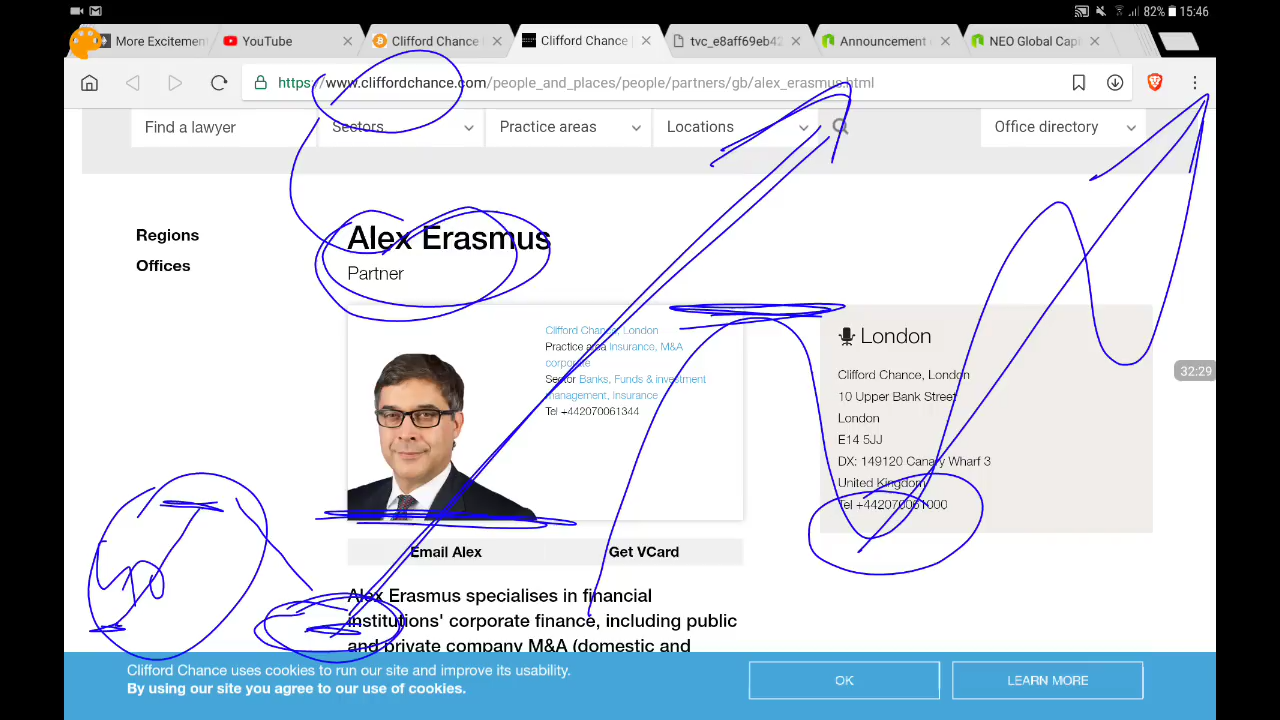 82% 15:46
More Excitement YouTube Clifford Chance Clifford Chance tvc_e8aff69eb42 Announcement NEO Global Capi
https://www.cliffordchance.com/people_and_places/people/partners/gb/alex_erasmus.html
Find a lawyer Sectors Practice areas Locations Office directory
Regions
Offices
Alex Erasmus
Partner
Clifford Chance, London
Practice area Insurance, M&A
corporate
Sector Banks, Funds & investment
management, Insurance
Tel +442070061344
London
Clifford Chance, London
10 Upper Bank Street
London
E14 5JJ
DX: 149120 Canary Wharf 3
United Kingdom
Tel +442070061000
32:29
Email Alex Get VCard
Alex Erasmus specialises in financial
institutions' corporate finance, including public
and private company M&A (domestic and
Clifford Chance uses cookies to run our site and improve its usability.
By using our site you agree to our use of cookies.
OK LEARN MORE